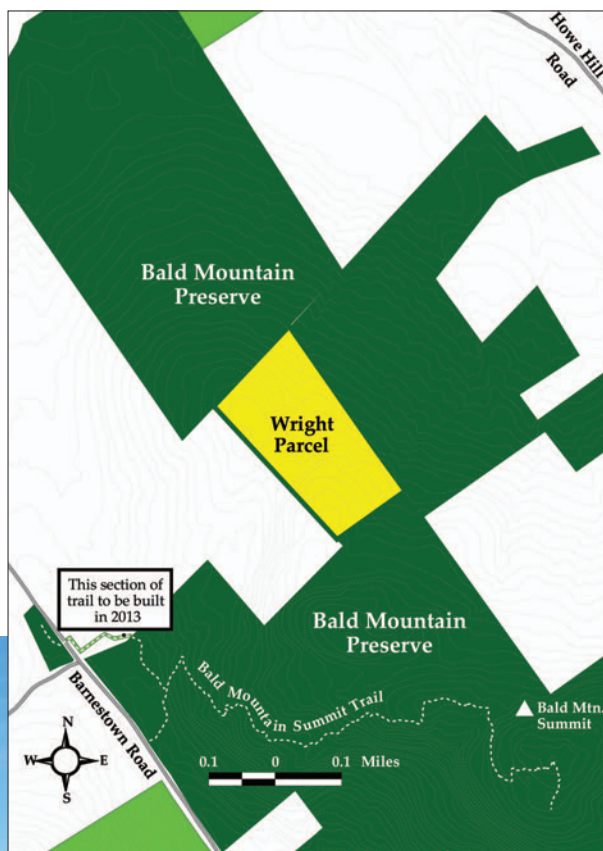 Howe Hill
Road
Bald Mountain
Preserve
Wright
Parcel
This section of
trail to be built
in 2013
Bald Mountain
Preserve
Bald Mountain Summit Trail
Bald Mtn.
Summit
Barnestown Road
N
W E
S
0.1 0 0.1 Miles